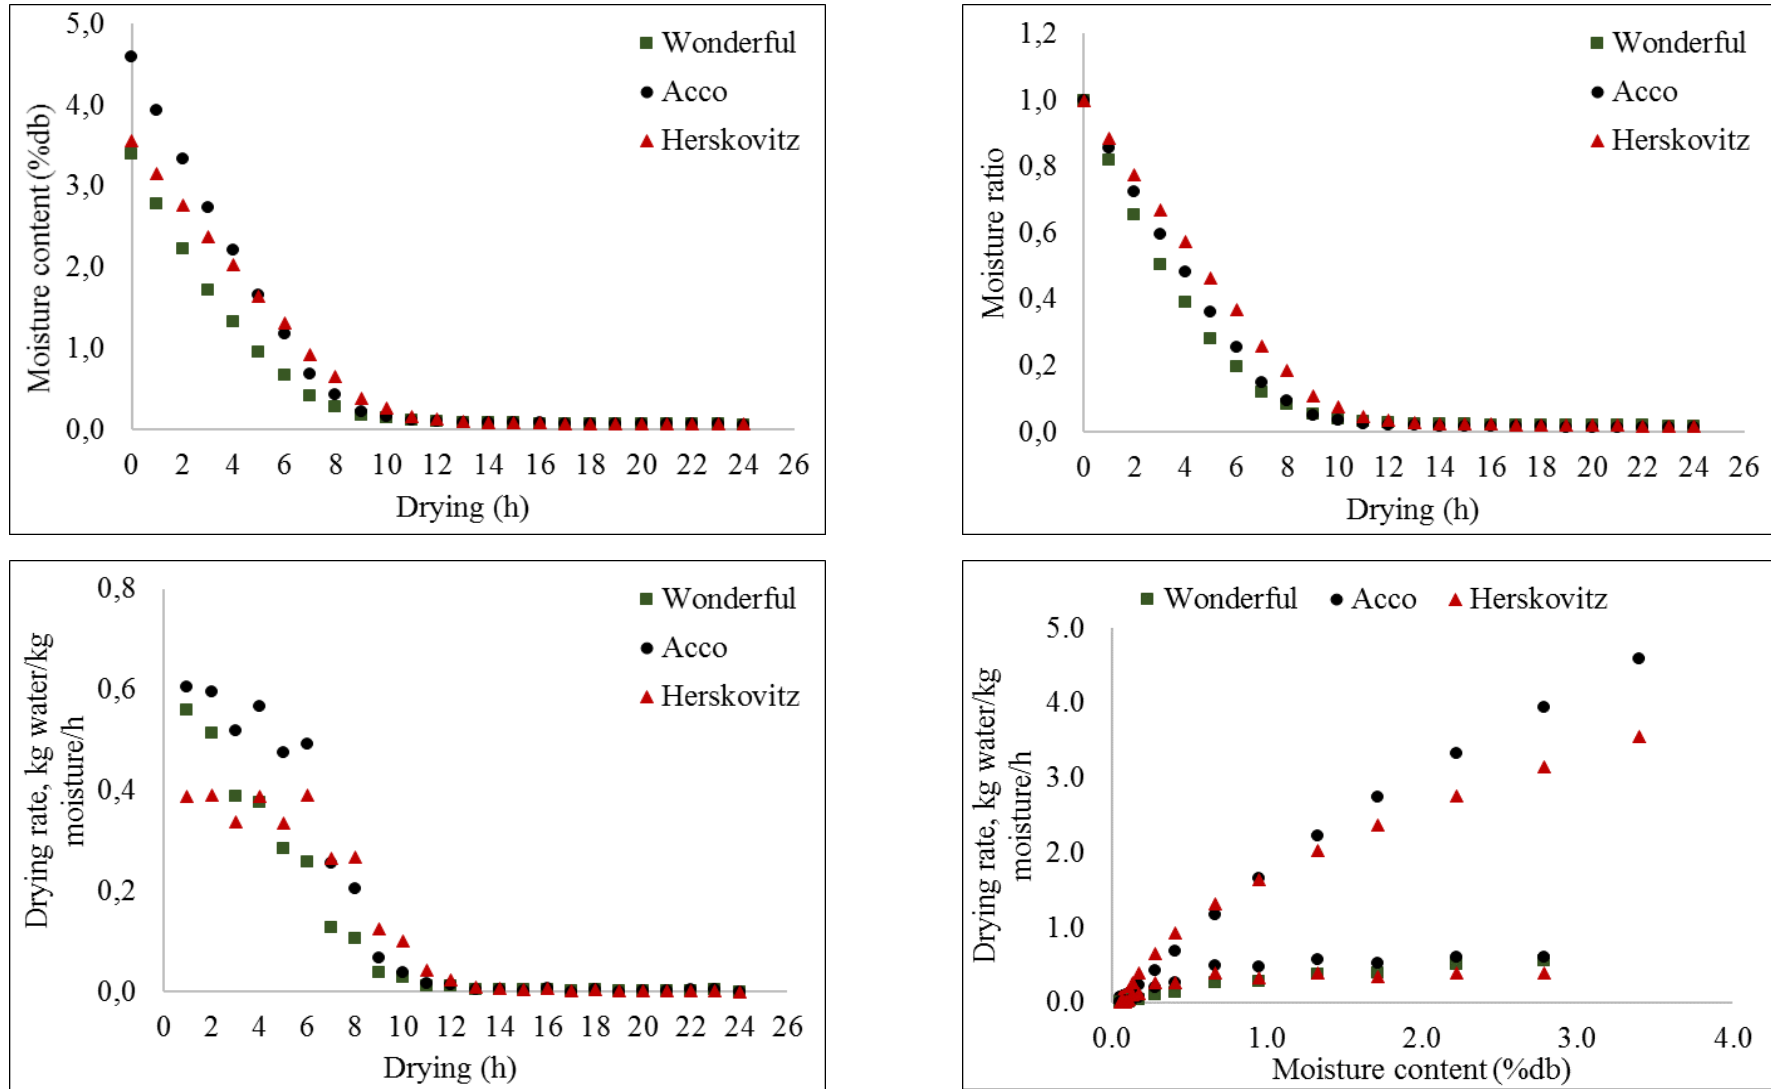 5,0
4,0
3,0
2,0
1,0
0,0
Moisture content (%db)
Wonderful
Acco
Herskovitz
0 2 4 6 8 10 12 14 16 18 20 22 24 26
Drying (h)
1,2
1,0
0,8
0,6
0,4
0,2
0,0
Moisture ratio
Wonderful
Acco
Herskovitz
0 2 4 6 8 10 12 14 16 18 20 22 24 26
Drying (h)
0,8
0,6
0,4
0,2
0,0
Drying rate, kg water/kg
moisture/h
Wonderful
Acco
Herskovitz
0 2 4 6 8 10 12 14 16 18 20 22 24 26
Drying (h)
Wonderful Acco Herskovitz
5.0
4.0
3.0
2.0
1.0
0.0
Drying rate, kg water/kg
moisture/h
0.0 1.0 2.0 3.0 4.0
Moisture content (%db)